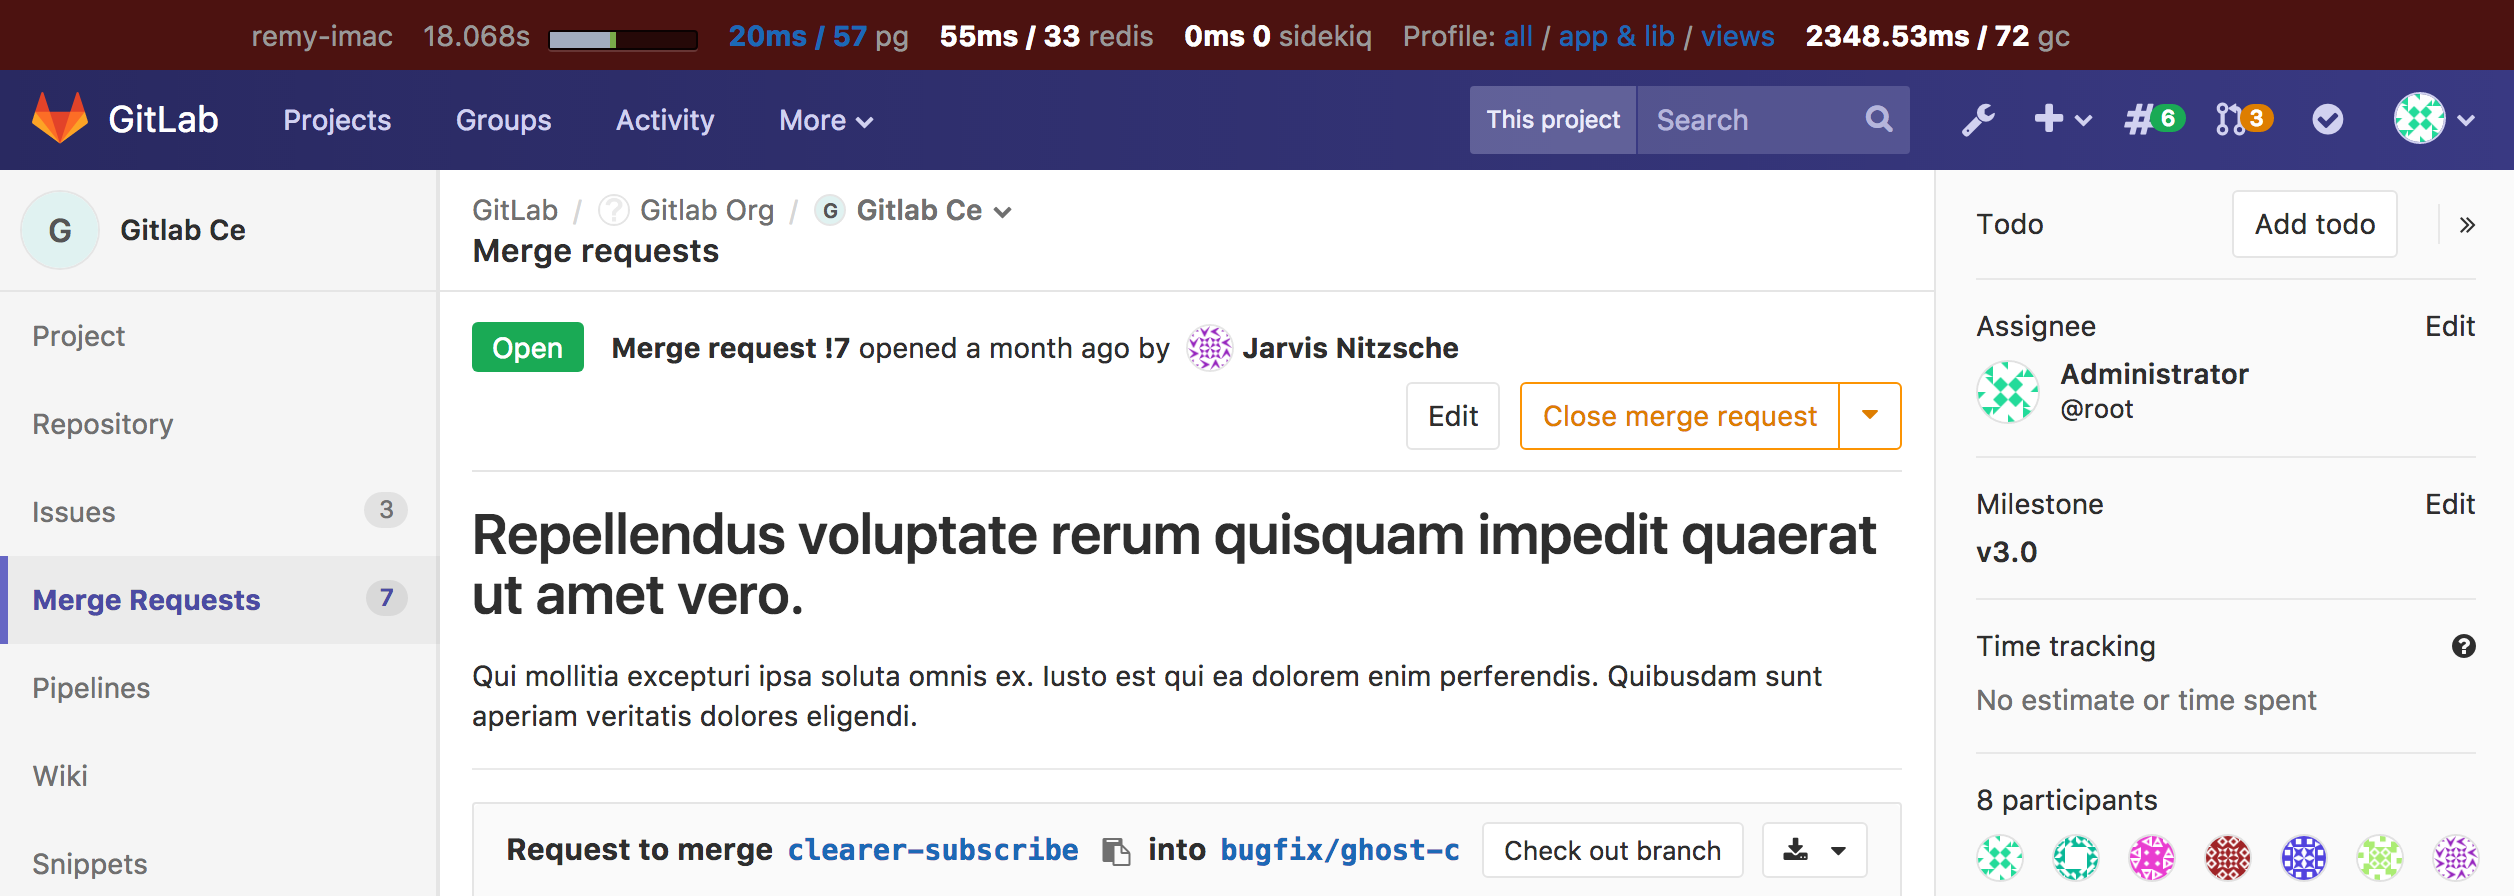 remy-imac 18.068s 20ms / 57 pg 55ms / 33 redis 0ms 0 sidekiq Profile: all / app & lib / views 2348.53ms / 72 gc
GitLab Projects Groups Activity More This project Search 6 3
G Gitlab Ce
Project
Repository
Issues 3
Merge Requests 7
Pipelines
Wiki
Snippets
GitLab / ? Gitlab Org / G Gitlab Ce
Merge requests
Open Merge request !7 opened a month ago by Jarvis Nitzsche
Edit Close merge request
Repellendus voluptate rerum quisquam impedit quaerat
ut amet vero.
Qui mollitia excepturi ipsa soluta omnis ex. Iusto est qui ea dolorem enim perferendis. Quibusdam sunt
aperiam veritatis dolores eligendi.
Request to merge clearer-subscribe into bugfix/ghost-c Check out branch
Todo Add todo »
Assignee Edit
Administrator
@root
Milestone Edit
v3.0
Time tracking ?
No estimate or time spent
8 participants